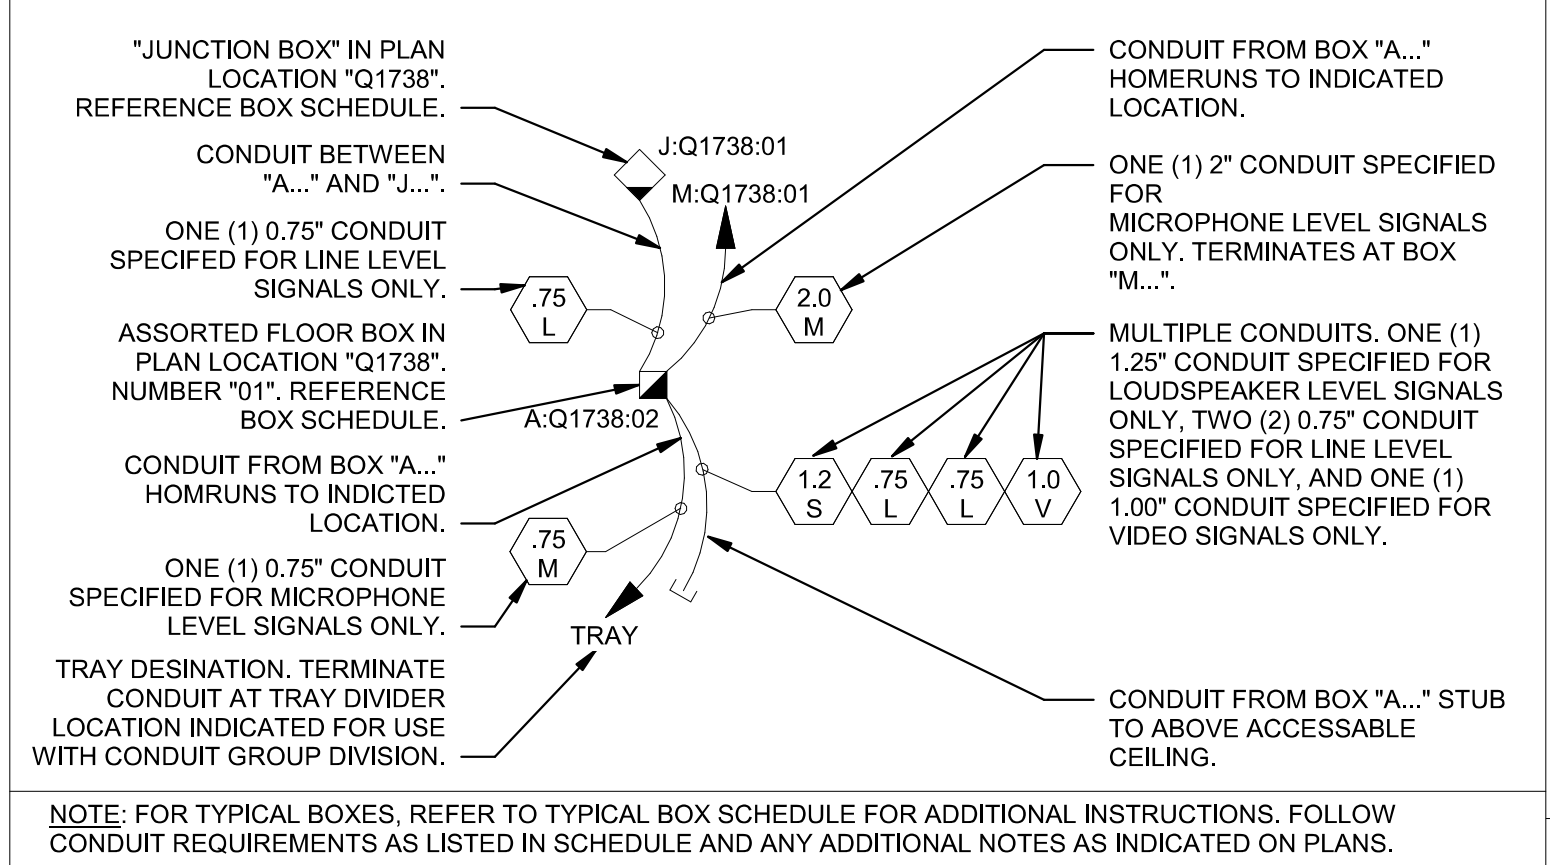 "JUNCTION BOX" IN PLAN
LOCATION "Q1738".
REFERENCE BOX SCHEDULE.
CONDUIT BETWEEN
"A..." AND "J...".
ONE (1) 0.75" CONDUIT
SPECIFED FOR LINE LEVEL
SIGNALS ONLY.
ASSORTED FLOOR BOX IN
PLAN LOCATION "Q1738".
NUMBER "01". REFERENCE
BOX SCHEDULE.
CONDUIT FROM BOX "A..."
HOMRUNS TO INDICTED
LOCATION.
ONE (1) 0.75" CONDUIT
SPECIFIED FOR MICROPHONE
LEVEL SIGNALS ONLY.
TRAY DESINATION. TERMINATE
CONDUIT AT TRAY DIVIDER
LOCATION INDICATED FOR USE
WITH CONDUIT GROUP DIVISION.
J:Q1738:01
M:Q1738:01
.75
L
2.0
M
A:Q1738:02
1.2
S
.75
L
.75
L
1.0
V
.75
M
TRAY
CONDUIT FROM BOX "A..."
HOMERUNS TO INDICATED
LOCATION.
ONE (1) 2" CONDUIT SPECIFIED
FOR
MICROPHONE LEVEL SIGNALS
ONLY. TERMINATES AT BOX
"M...".
MULTIPLE CONDUITS. ONE (1)
1.25" CONDUIT SPECIFIED FOR
LOUDSPEAKER LEVEL SIGNALS
ONLY, TWO (2) 0.75" CONDUIT
SPECIFIED FOR LINE LEVEL
SIGNALS ONLY, AND ONE (1)
1.00" CONDUIT SPECIFIED FOR
VIDEO SIGNALS ONLY.
CONDUIT FROM BOX "A..." STUB
TO ABOVE ACCESSABLE
CEILING.
NOTE: FOR TYPICAL BOXES, REFER TO TYPICAL BOX SCHEDULE FOR ADDITIONAL INSTRUCTIONS. FOLLOW
CONDUIT REQUIREMENTS AS LISTED IN SCHEDULE AND ANY ADDITIONAL NOTES AS INDICATED ON PLANS.